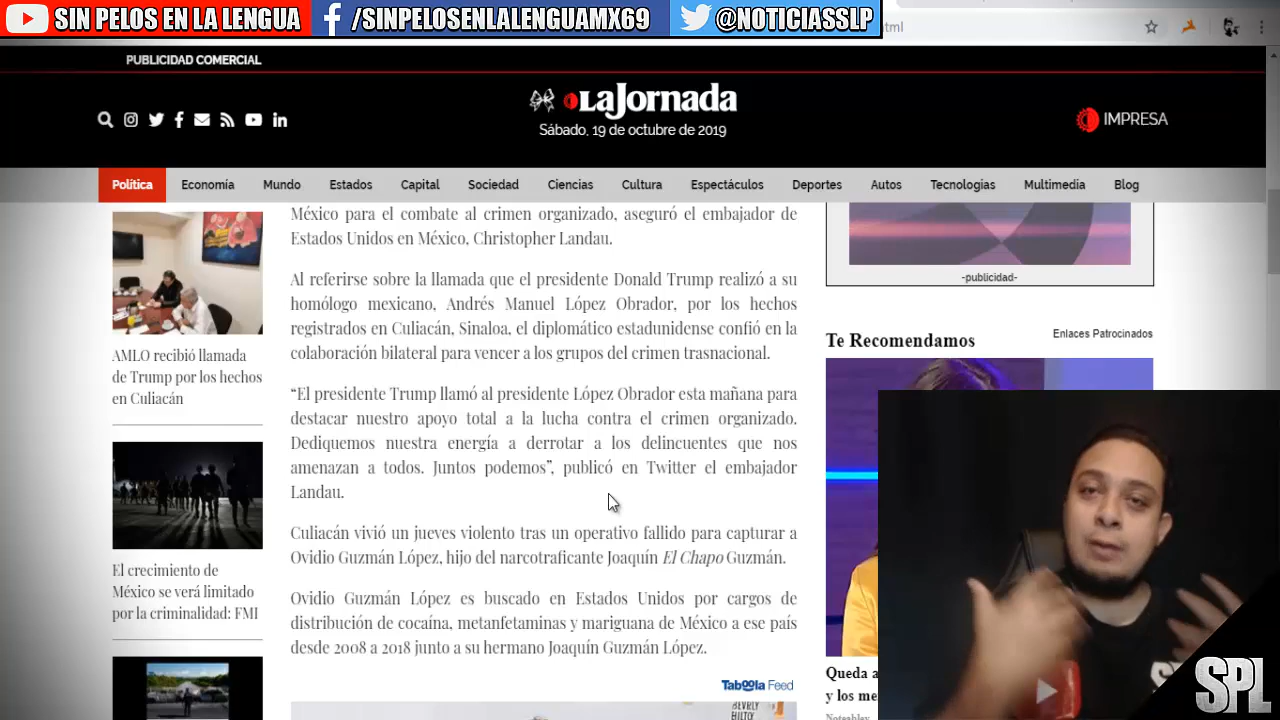 SIN PELOS EN LA LENGUA
/SINPELOSENLALENGUAMX69
@NOTICIASSLP
html
PUBLICIDAD COMERCIAL
LaJornada
Sábado, 19 de octubre de 2019
IMPRESA
Política Economía Mundo Estados Capital Sociedad Ciencias Cultura Espectáculos Deportes Autos Tecnologías Multimedia Blog
México para el combate al crimen organizado, aseguró el embajador de
Estados Unidos en México, Christopher Landau.
Al referirse sobre la llamada que el presidente Donald Trump realizó a su
homólogo mexicano, Andrés Manuel López Obrador, por los hechos
registrados en Culiacán, Sinaloa, el diplomático estadunidense confió en la
colaboración bilateral para vencer a los grupos del crimen trasnacional.
“El presidente Trump llamó al presidente López Obrador esta mañana para
destacar nuestro apoyo total a la lucha contra el crimen organizado.
Dediquemos nuestra energía a derrotar a los delincuentes que nos
amenazan a todos. Juntos podemos”, publicó en Twitter el embajador
Landau.
Culiacán vivió un jueves violento tras un operativo fallido para capturar a
Ovidio Guzmán López, hijo del narcotraficante Joaquín El Chapo Guzmán.
Ovidio Guzmán López es buscado en Estados Unidos por cargos de
distribución de cocaína, metanfetaminas y mariguana de México a ese país
desde 2008 a 2018 junto a su hermano Joaquín Guzmán López.
Taboola Feed
BEVERLY
HILTO
AMLO recibió llamada
de Trump por los hechos
en Culiacán
El crecimiento de
México se verá limitado
por la criminalidad: FMI
-publicidad-
Te Recomendamos
Enlaces Patrocinados
Queda a
y los me
Noteabley
SPL